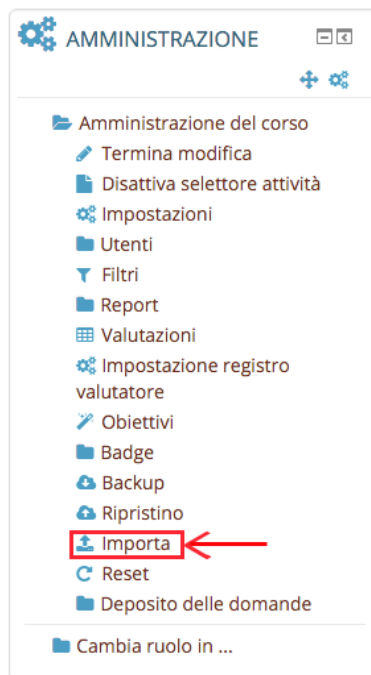 AMMINISTRAZIONE
Amministrazione del corso
Termina modifica
Disattiva selettore attività
Impostazioni
Utenti
Filtri
Report
Valutazioni
Impostazione registro
valutatore
Obiettivi
Badge
Backup
Ripristino
Importa
Reset
Deposito delle domande
Cambia ruolo in ...